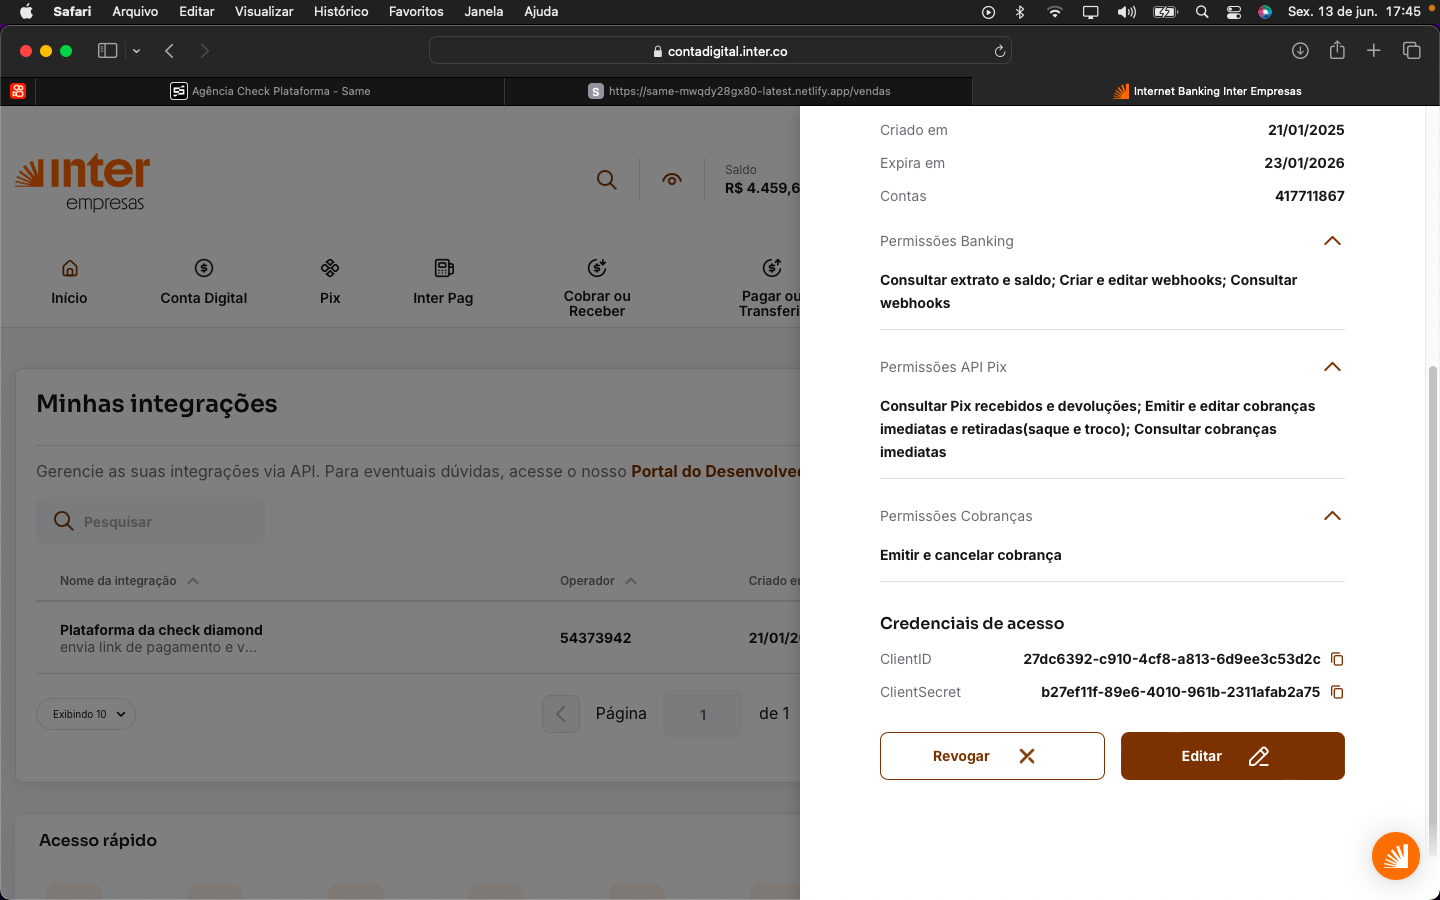 Safari Arquivo Editar Visualizar Histórico Favoritos Janela Ajuda Sex. 13 de jun. 17:45
contadigital.inter.co
Agência Check Plataforma - Same
S https://same-mwqdy28gx80-latest.netlify.app/vendas
Internet Banking Inter Empresas
inter
empresas
Saldo
R$ 4.459,6
Início
Conta Digital
Pix
Inter Pag
Cobrar ou
Receber
Pagar ou
Transferi
Minhas integrações
Gerencie as suas integrações via API. Para eventuais dúvidas, acesse o nosso Portal do Desenvolved
Pesquisar
Nome da integração Operador Criado em
Plataforma da check diamond 54373942 21/01/20
envia link de pagamento e v...
Exibindo 10
Página 1 de 1
Acesso rápido
Criado em 21/01/2025
Expira em 23/01/2026
Contas 417711867
Permissões Banking
Consultar extrato e saldo; Criar e editar webhooks; Consultar
webhooks
Permissões API Pix
Consultar Pix recebidos e devoluções; Emitir e editar cobranças
imediatas e retiradas(saque e troco); Consultar cobranças
imediatas
Permissões Cobranças
Emitir e cancelar cobrança
Credenciais de acesso
ClientID 27dc6392-c910-4cf8-a813-6d9ee3c53d2c
ClientSecret b27ef11f-89e6-4010-961b-2311afab2a75
Revogar
Editar